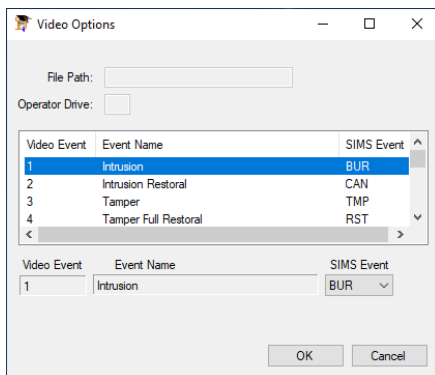 Video Options
File Path:
Operator Drive:
Video Event Event Name SIMS Event
1 Intrusion BUR
2 Intrusion Restoral CAN
3 Tamper TMP
4 Tamper Full Restoral RST
Video Event Event Name SIMS Event
1 Intrusion BUR
OK Cancel